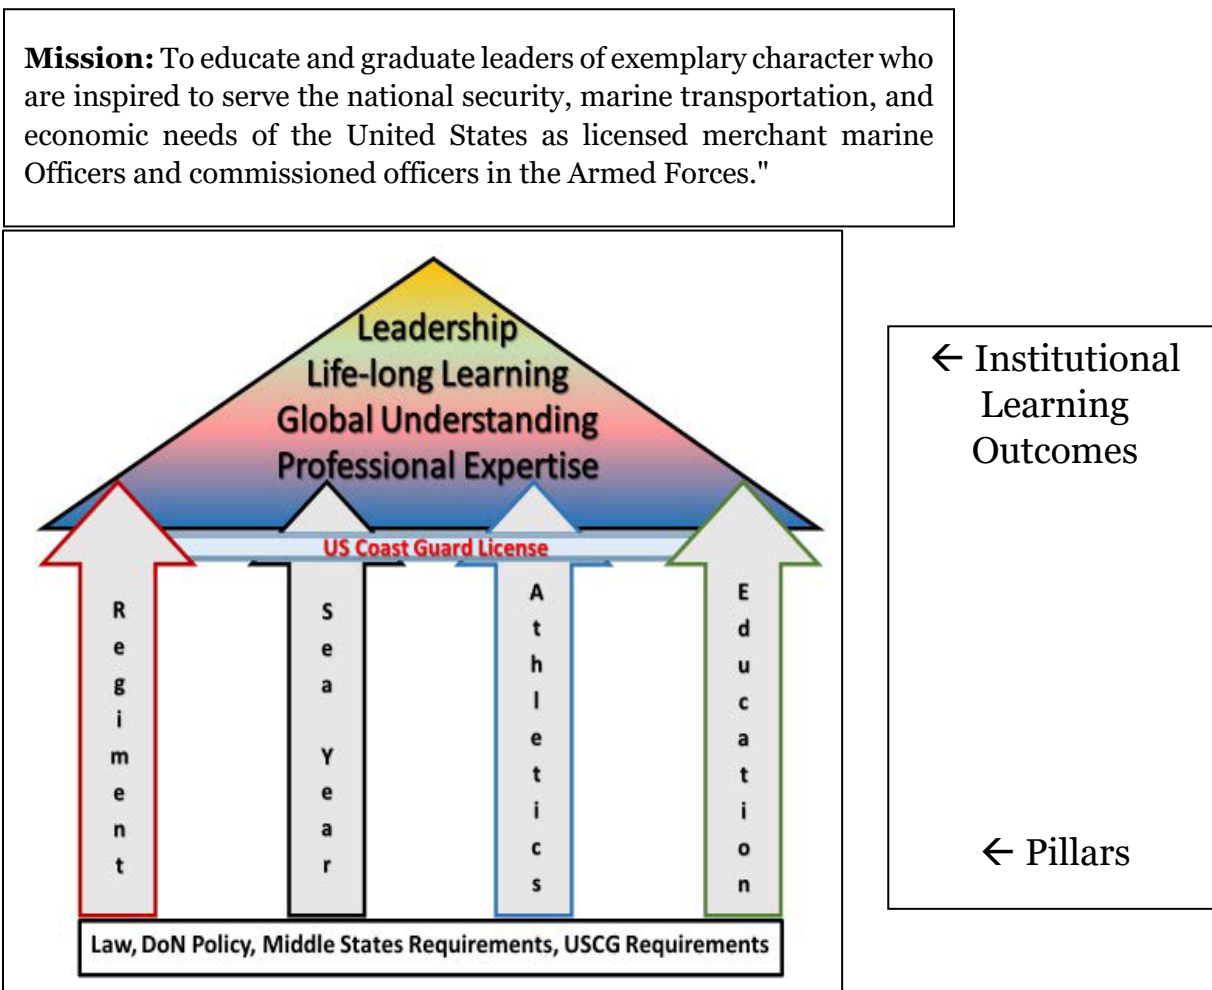 Mission: To educate and graduate leaders of exemplary character who
are inspired to serve the national security, marine transportation, and
economic needs of the United States as licensed merchant marine
Officers and commissioned officers in the Armed Forces."
Leadership
Life-long Learning
Global Understanding
Professional Expertise
← Institutional
Learning
Outcomes
US Coast Guard License
Regiment
Sea Year
Athletics
Education
← Pillars
Law, DoN Policy, Middle States Requirements, USCG Requirements